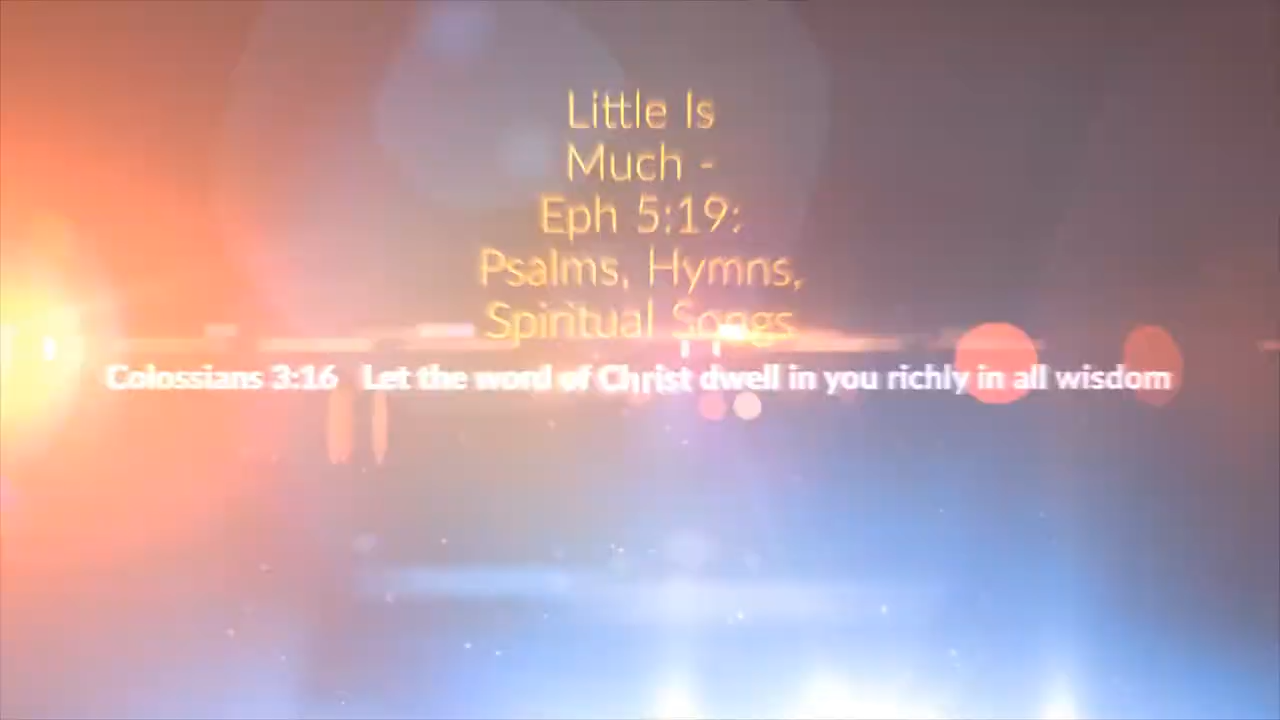 Little Is
Much -
Eph 5:19:
Psalms, Hymns,
Spiritual Songs
Colossians 3:16 Let the word of Christ dwell in you richly in all wisdom